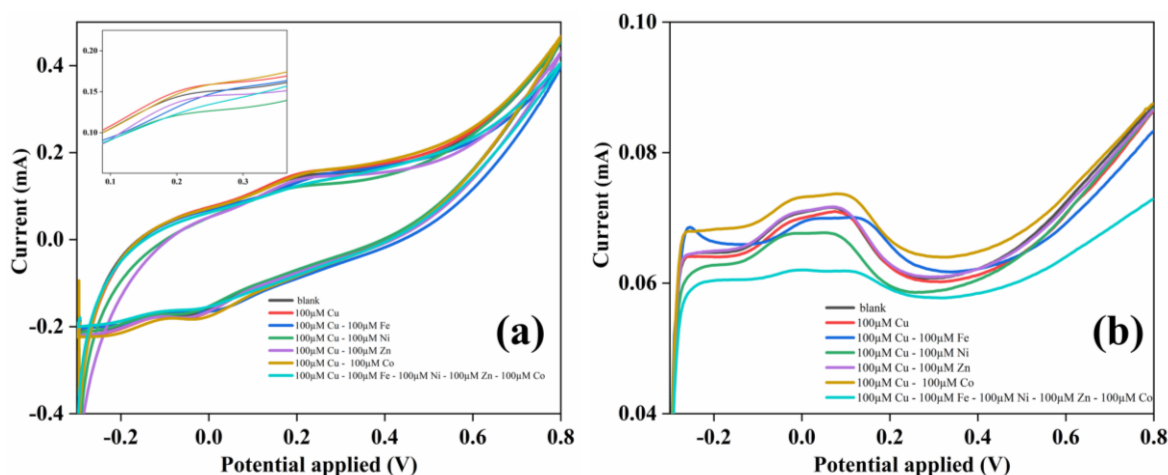 0.4
0.2
0.0
-0.2
-0.4
Current (mA)
0.20
0.15
0.10
0.1 0.2 0.3
blank
100μM Cu
100μM Cu - 100μM Fe
100μM Cu - 100μM Ni
100μM Cu - 100μM Zn
100μM Cu - 100μM Co
100μM Cu - 100μM Fe - 100μM Ni - 100μM Zn - 100μM Co
(a)
-0.2 0.0 0.2 0.4 0.6 0.8
Potential applied (V)
0.10
0.08
0.06
0.04
Current (mA)
blank
100μM Cu
100μM Cu - 100μM Fe
100μM Cu - 100μM Ni
100μM Cu - 100μM Zn
100μM Cu - 100μM Co
100μM Cu - 100μM Fe - 100μM Ni - 100μM Zn - 100μM Co
(b)
-0.2 0.0 0.2 0.4 0.6 0.8
Potential applied (V)